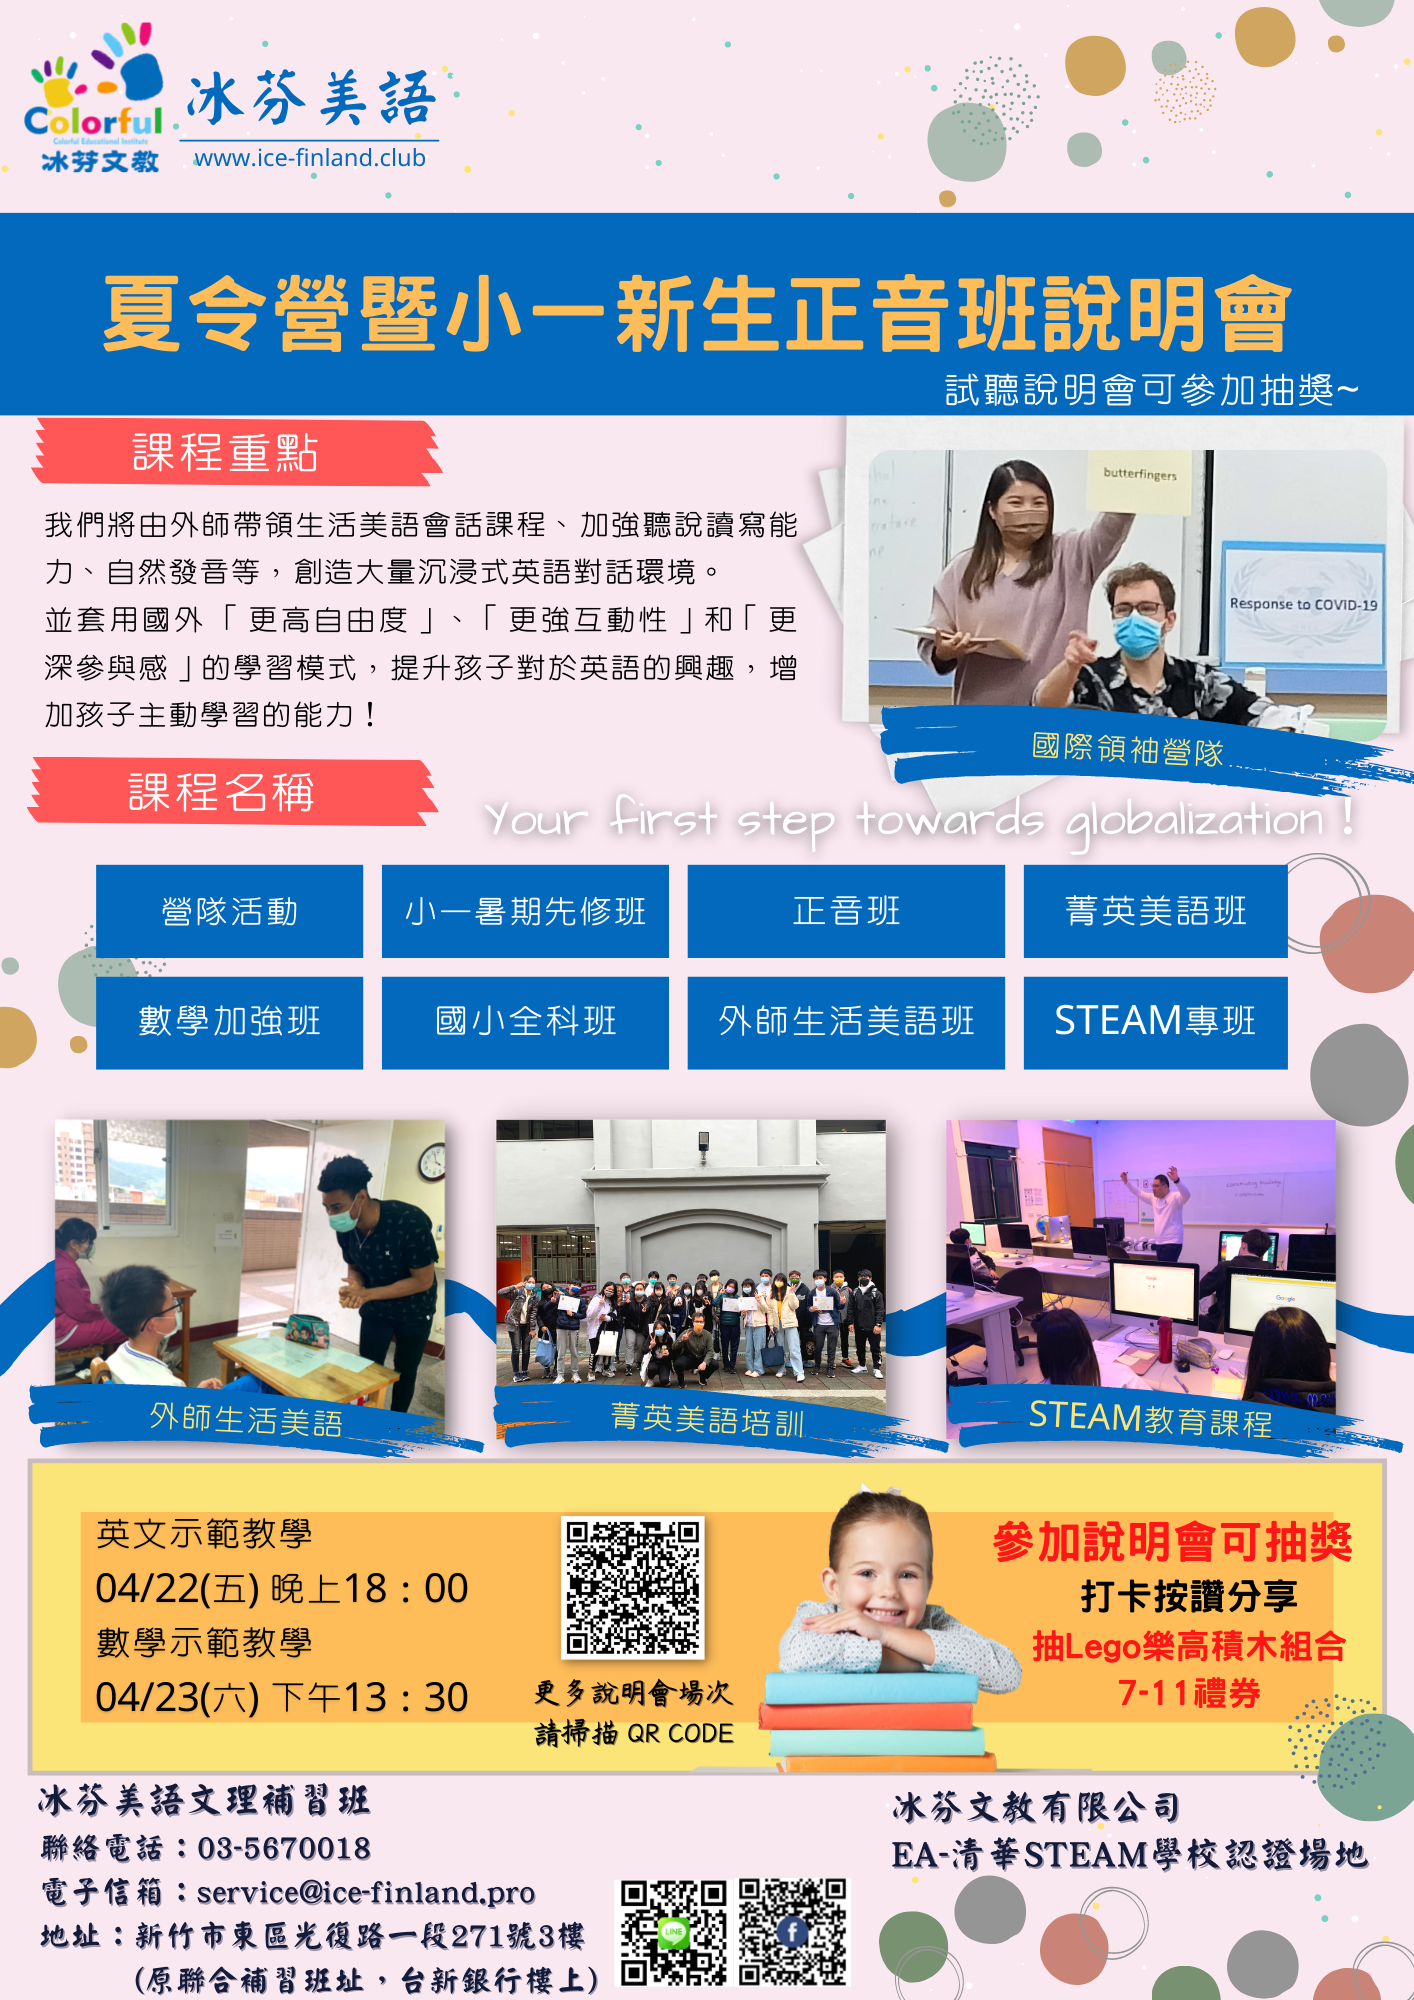 Colorful
Colorful Educational Institute
冰芬文教
冰芬美語
www.ice-finland.club
夏令營暨小一新生正音班說明會
試聽說明會可參加抽獎~
課程重點
我們將由外師帶領生活美語會話課程、加強聽說讀寫能
力、自然發音等，創造大量沉浸式英語對話環境。
並套用國外「更高自由度」、「更強互動性」和「更
深參與感」的學習模式，提升孩子對於英語的興趣，增
加孩子主動學習的能力！
butterfingers
Response to COVID-19
國際領袖營隊
課程名稱
Your first step towards globalization！
營隊活動
小一暑期先修班
正音班
菁英美語班
數學加強班
國小全科班
外師生活美語班
STEAM專班
Google
外師生活美語
菁英美語培訓
STEAM教育課程
英文示範教學
04/22(五) 晚上18：00
數學示範教學
04/23(六) 下午13：30
更多說明會場次
請掃描 QR CODE
參加說明會可抽獎
打卡按讚分享
抽Lego樂高積木組合
7-11禮券
冰芬美語文理補習班
聯絡電話：03-5670018
電子信箱：service@ice-finland.pro
地址：新竹市東區光復路一段271號3樓
(原聯合補習班址，台新銀行樓上)
LINE
冰芬文教有限公司
EA-清華STEAM學校認證場地